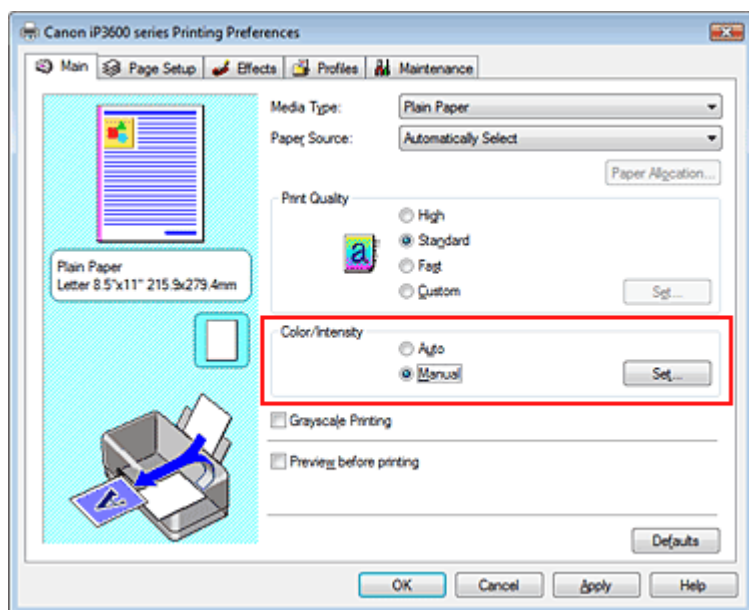 Canon iP3600 series Printing Preferences
Main Page Setup Effects Profiles Maintenance
Media Type: Plain Paper
Paper Source: Automatically Select
Paper Allocation...
Print Quality
High
Standard
Fast
Custom Set...
Plain Paper
Letter 8.5"x11" 215.9x279.4mm
Color/Intensity
Auto
Manual Set...
Grayscale Printing
Preview before printing
Defaults
OK Cancel Apply Help